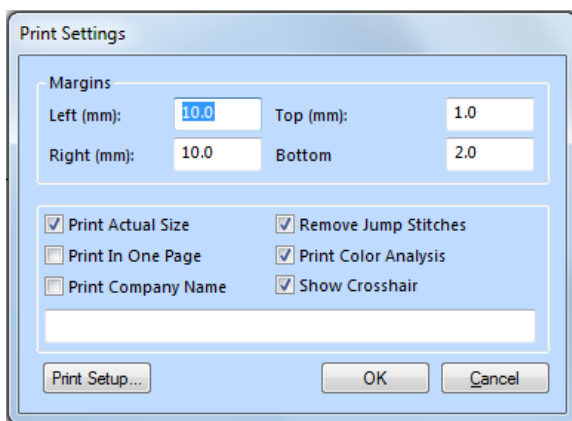 Print Settings
Margins
Left (mm): 10.0 Top (mm): 1.0
Right (mm): 10.0 Bottom 2.0
Print Actual Size Remove Jump Stitches
Print In One Page Print Color Analysis
Print Company Name Show Crosshair
Print Setup... OK Cancel